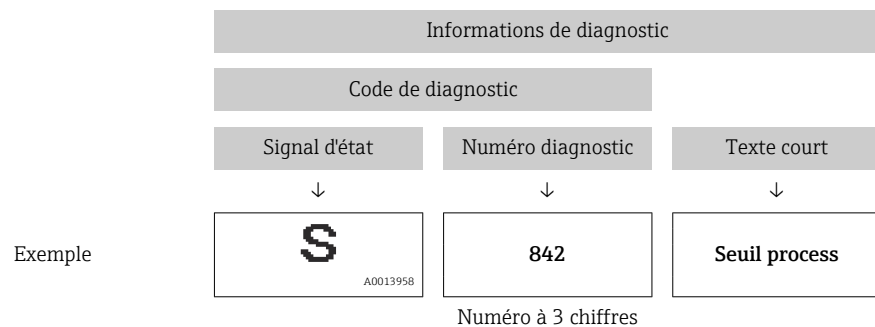 Informations de diagnostic
Code de diagnostic
Signal d'état Numéro diagnostic Texte court
↓ ↓ ↓
Exemple S 842 Seuil process
A0013958
Numéro à 3 chiffres